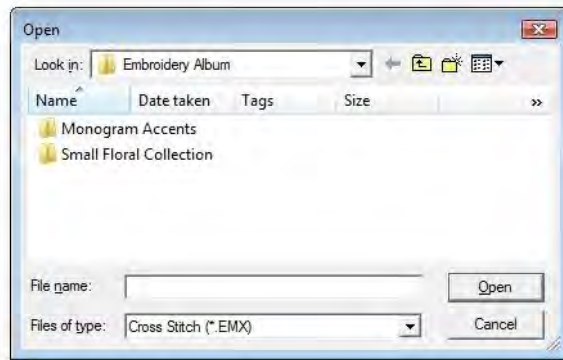 Open
Look in: Embroidery Album
Name Date taken Tags Size »
Monogram Accents
Small Floral Collection
File name: Open
Files of type: Cross Stitch (*.EMX) Cancel